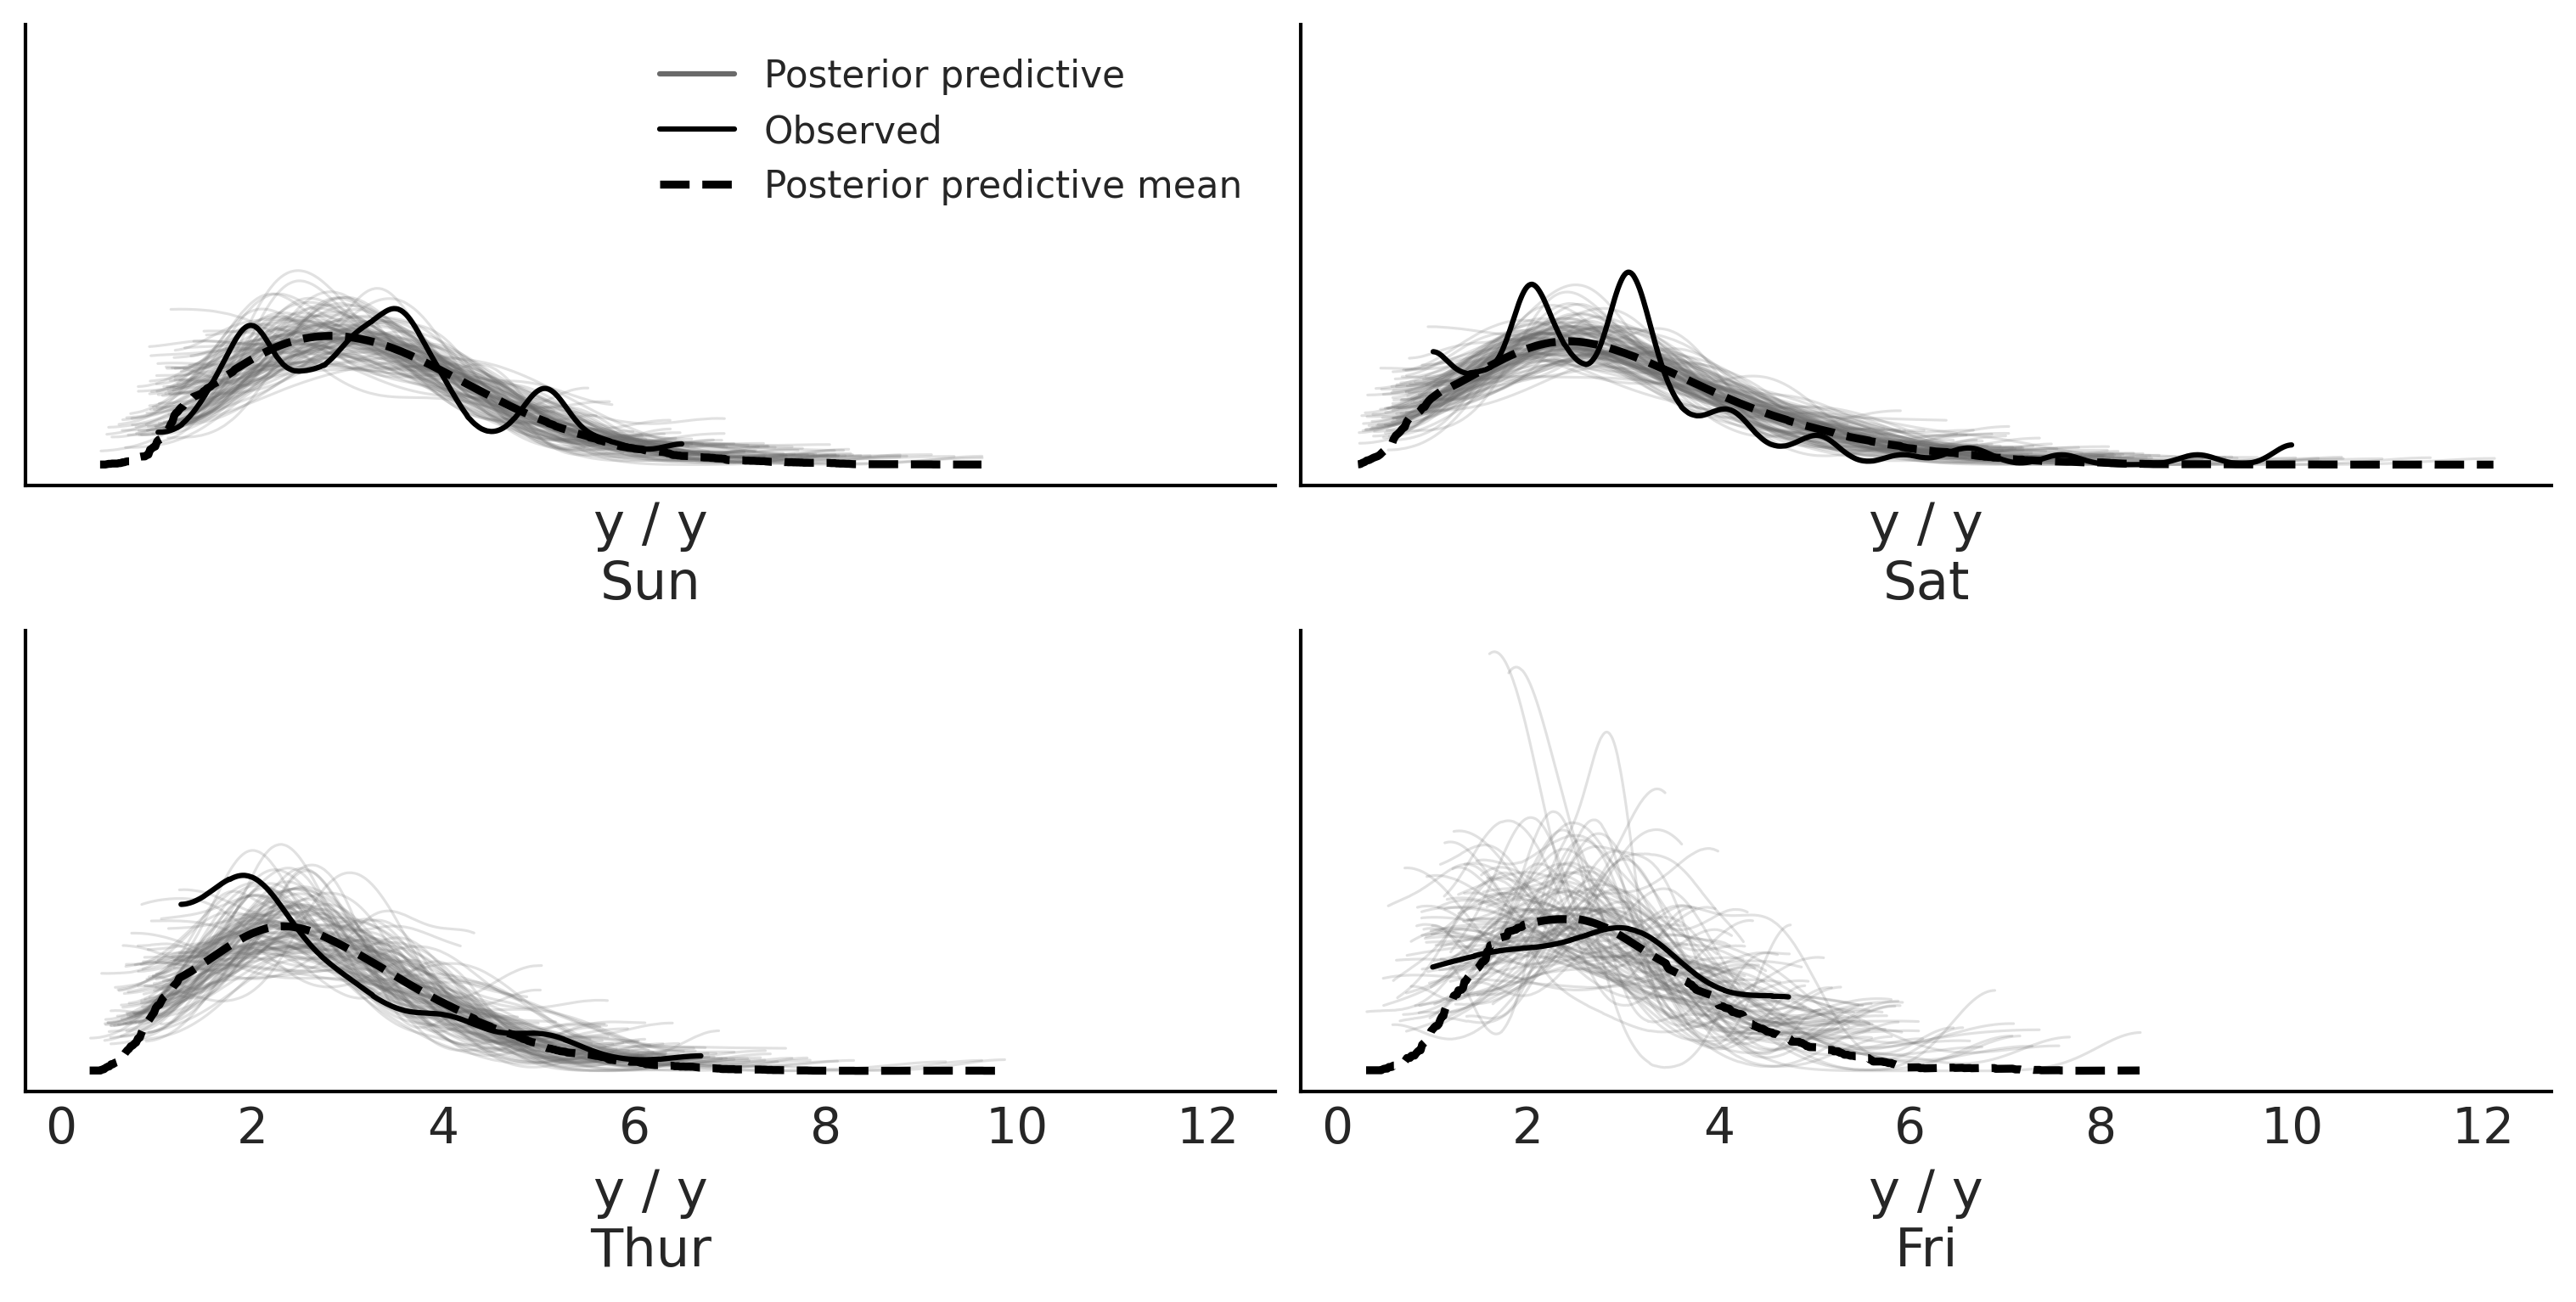 Posterior predictive
Observed
Posterior predictive mean
y / y
Sun
y / y
Sat
0 2 4 6 8 10 12
y / y
Thur
0 2 4 6 8 10 12
y / y
Fri